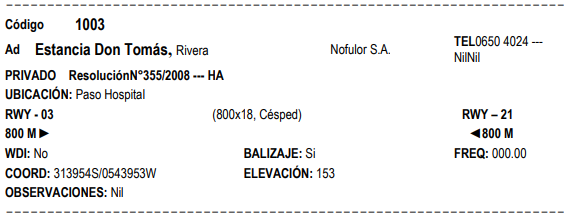 Código 1003
Ad Estancia Don Tomás, Rivera Nofulor S.A. TEL0650 4024 ---
NilNil
PRIVADO ResoluciónN°355/2008 --- HA
UBICACIÓN: Paso Hospital
RWY - 03 (800x18, Césped) RWY – 21
800 M► ◄800 M
WDI: No BALIZAJE: Si FREQ: 000.00
COORD: 313954S/0543953W ELEVACIÓN: 153
OBSERVACIONES: Nil